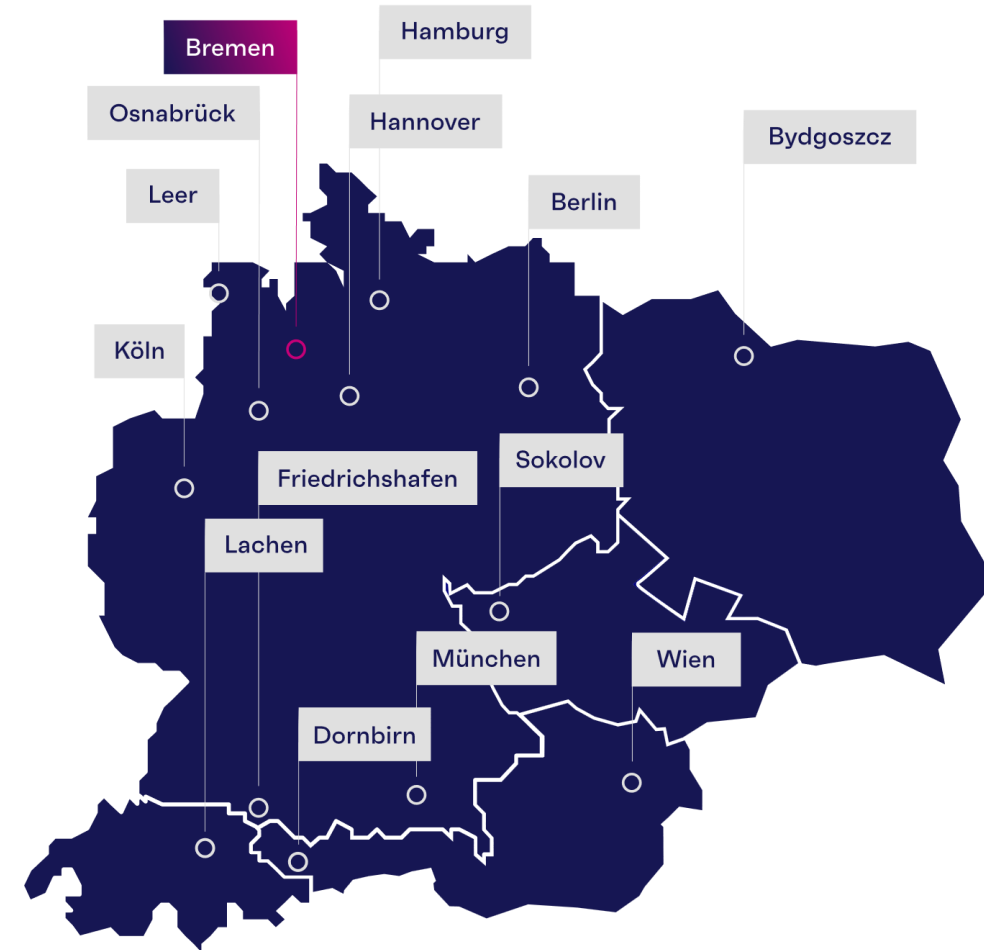 Hamburg
Bremen
Osnabrück
Hannover
Bydgoszcz
Leer
Berlin
Köln
Sokolov
Friedrichshafen
Lachen
München
Wien
Dornbirn